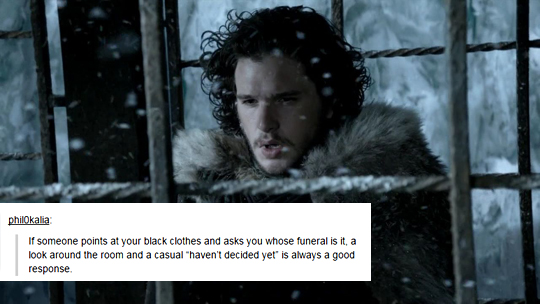 phil0kalia:
If someone points at your black clothes and asks you whose funeral is it, a
look around the room and a casual “haven’t decided yet” is always a good
response.